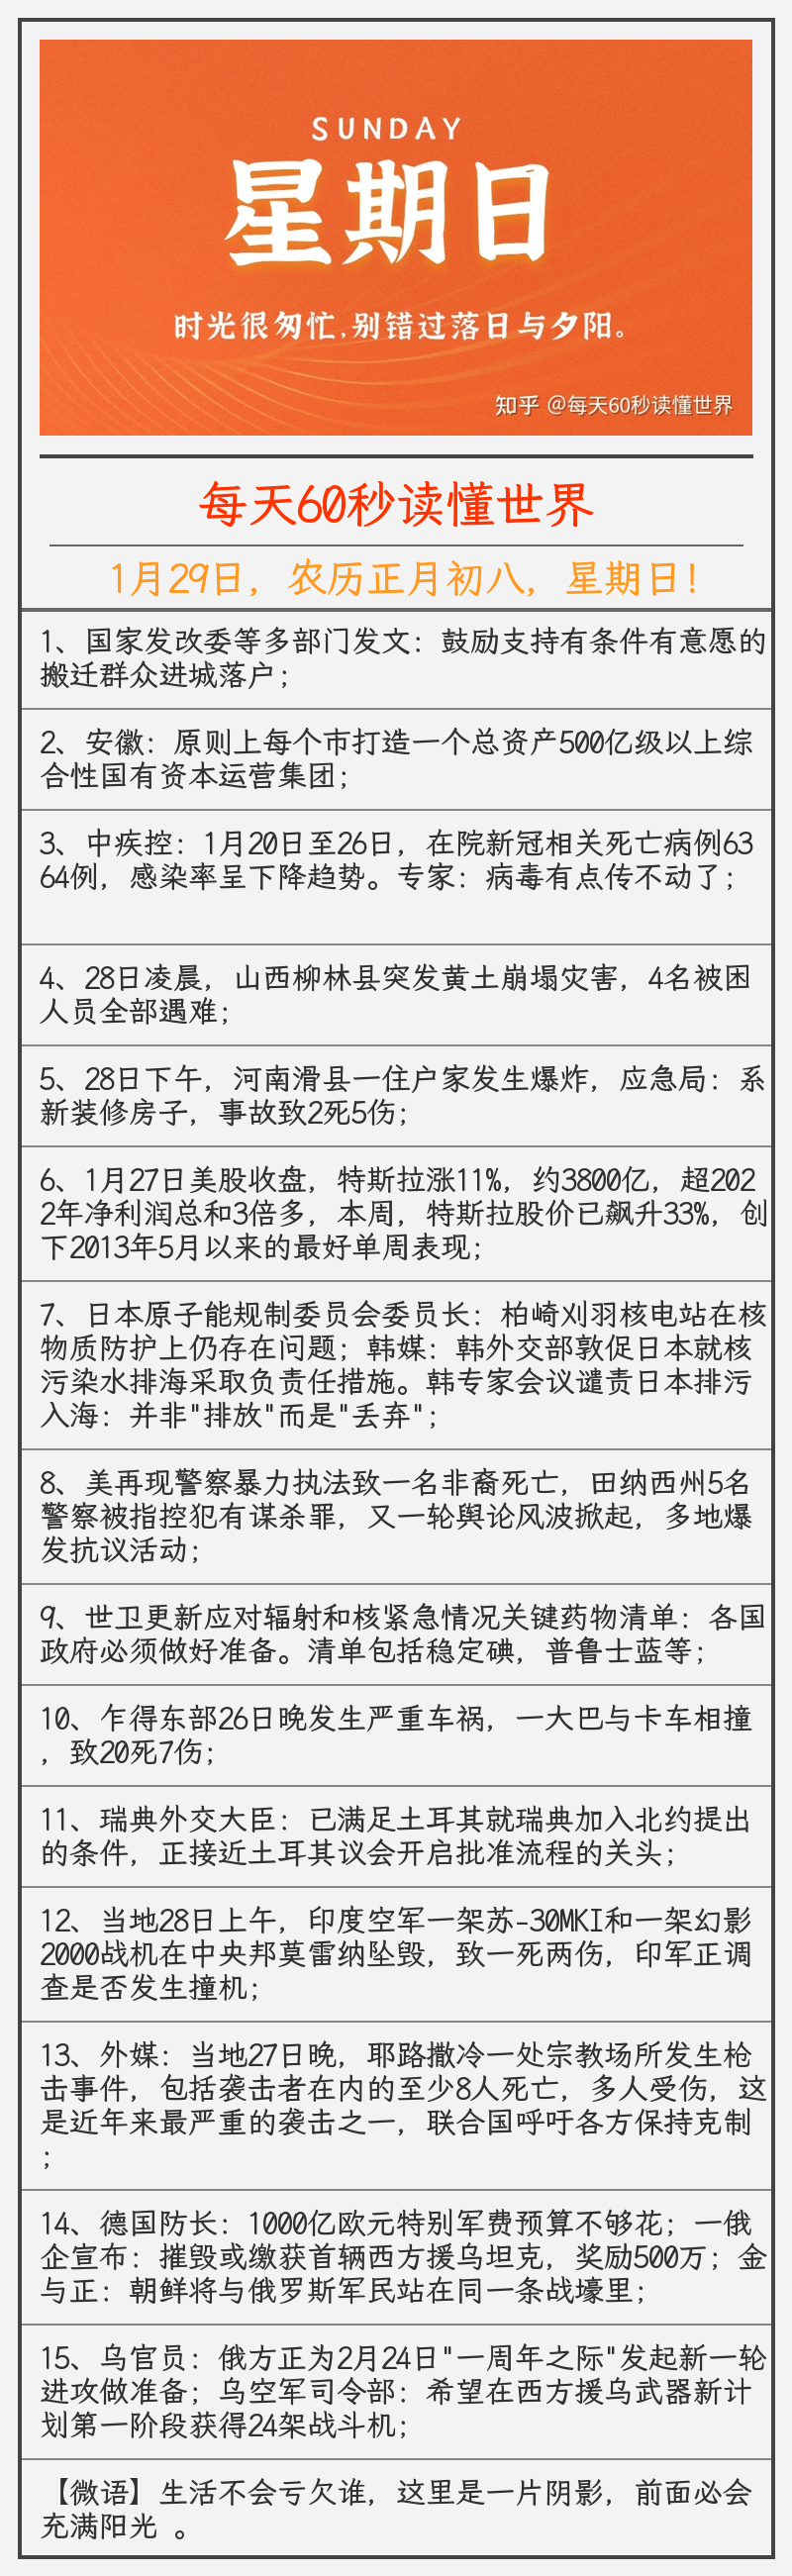 SUNDAY
星期日
时光很匆忙,别错过落日与夕阳。
知乎 @每天60秒读懂世界
每天60秒读懂世界
1月29日，农历正月初八，星期日！
1、国家发改委等多部门发文：鼓励支持有条件有意愿的
搬迁群众进城落户；
2、安徽：原则上每个市打造一个总资产500亿级以上综
合性国有资本运营集团；
3、中疾控：1月20日至26日，在院新冠相关死亡病例63
64例，感染率呈下降趋势。专家：病毒有点传不动了；
4、28日凌晨，山西柳林县突发黄土崩塌灾害，4名被困
人员全部遇难；
5、28日下午，河南滑县一住户家发生爆炸，应急局：系
新装修房子，事故致2死5伤；
6、1月27日美股收盘，特斯拉涨11%，约3800亿，超202
2年净利润总和3倍多，本周，特斯拉股价已飙升33%，创
下2013年5月以来的最好单周表现；
7、日本原子能规制委员会委员长：柏崎刈羽核电站在核
物质防护上仍存在问题；韩媒：韩外交部敦促日本就核
污染水排海采取负责任措施。韩专家会议谴责日本排污
入海：并非"排放"而是"丢弃"；
8、美再现警察暴力执法致一名非裔死亡，田纳西州5名
警察被指控犯有谋杀罪，又一轮舆论风波掀起，多地爆
发抗议活动；
9、世卫更新应对辐射和核紧急情况关键药物清单：各国
政府必须做好准备。清单包括稳定碘，普鲁士蓝等；
10、乍得东部26日晚发生严重车祸，一大巴与卡车相撞
，致20死7伤；
11、瑞典外交大臣：已满足土耳其就瑞典加入北约提出
的条件，正接近土耳其议会开启批准流程的关头；
12、当地28日上午，印度空军一架苏-30MKI和一架幻影
2000战机在中央邦莫雷纳坠毁，致一死两伤，印军正调
查是否发生撞机；
13、外媒：当地27日晚，耶路撒冷一处宗教场所发生枪
击事件，包括袭击者在内的至少8人死亡，多人受伤，这
是近年来最严重的袭击之一，联合国呼吁各方保持克制
；
14、德国防长：1000亿欧元特别军费预算不够花；一俄
企宣布：摧毁或缴获首辆西方援乌坦克，奖励500万；金
与正：朝鲜将与俄罗斯军民站在同一条战壕里；
15、乌官员：俄方正为2月24日"一周年之际"发起新一轮
进攻做准备；乌空军司令部：希望在西方援乌武器新计
划第一阶段获得24架战斗机；
【微语】生活不会亏欠谁，这里是一片阴影，前面必会
充满阳光 。